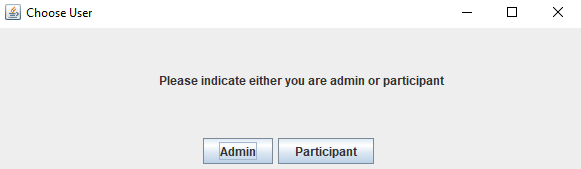 Choose User
Please indicate either you are admin or participant
Admin Participant